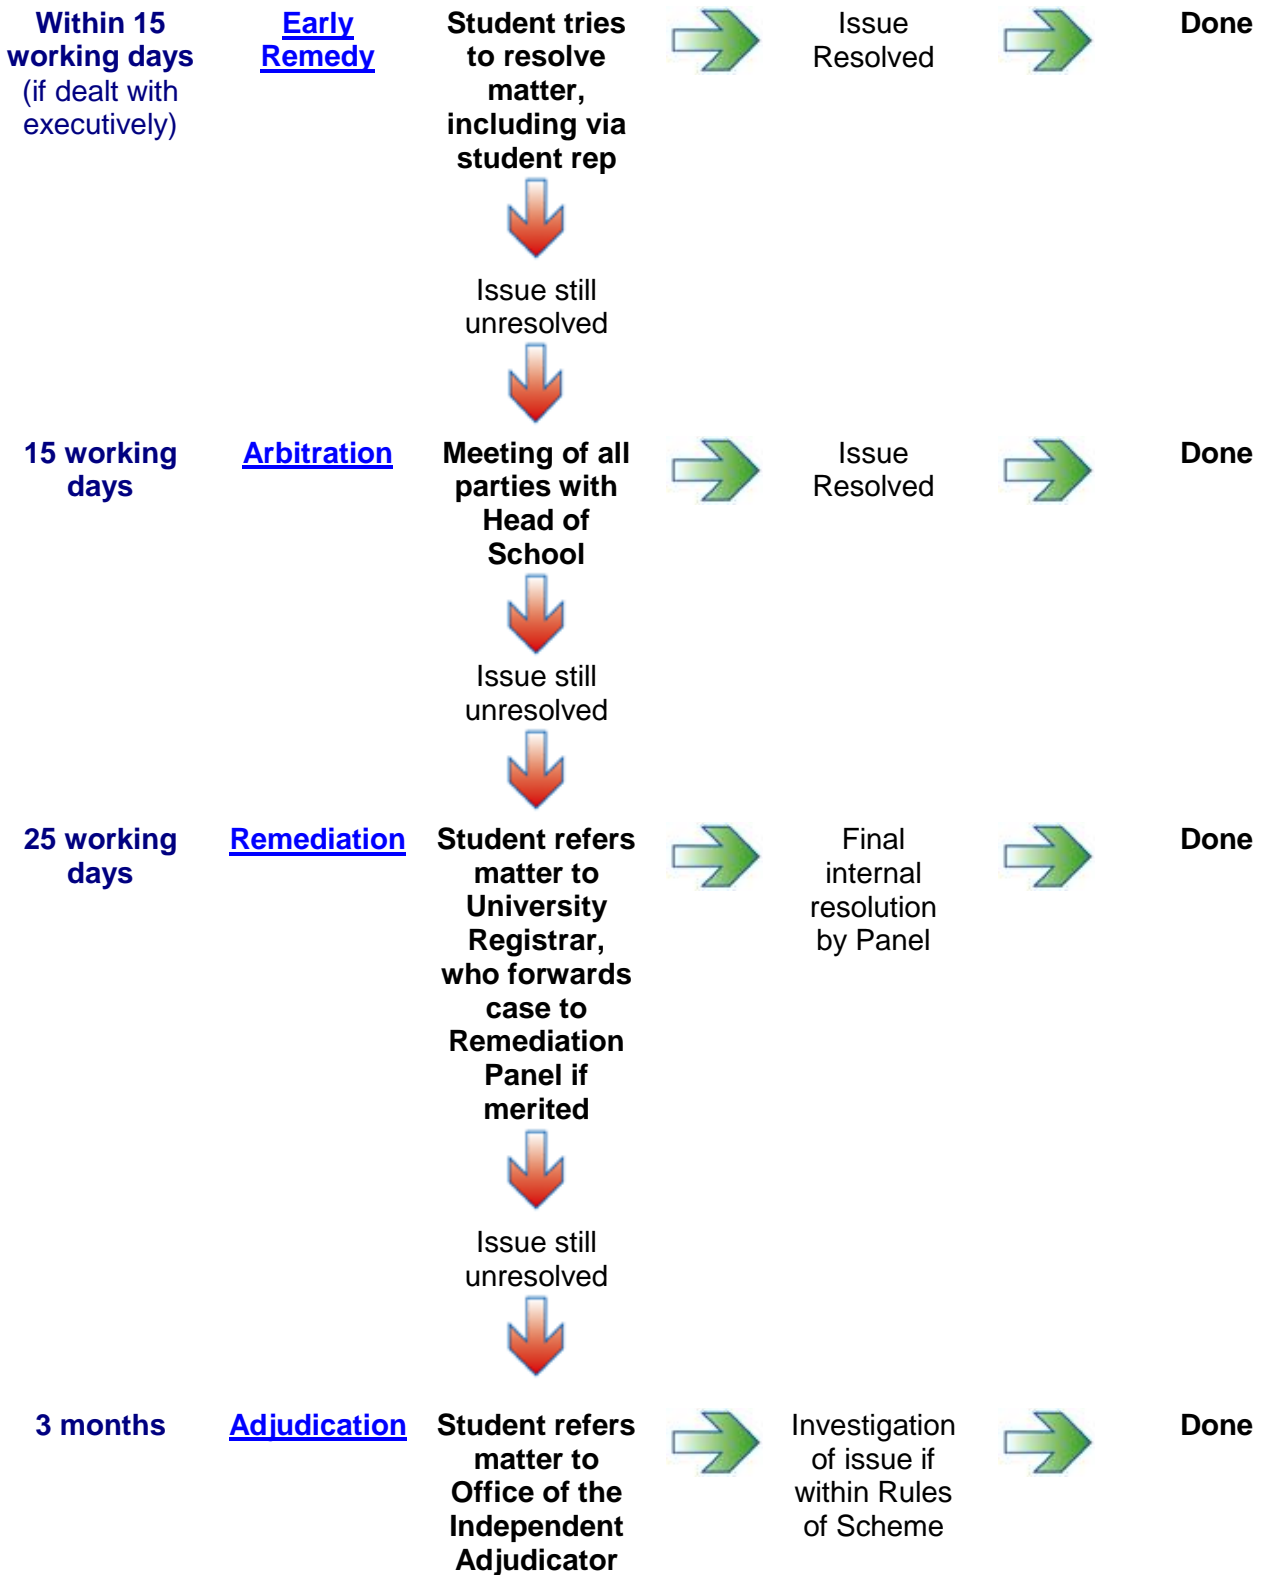 Within 15
working days
(if dealt with
executively)
Early
Remedy
Student tries
to resolve
matter,
including via
student rep
Issue
Resolved
Done
Issue still
unresolved
15 working
days
Arbitration
Meeting of all
parties with
Head of
School
Issue
Resolved
Done
Issue still
unresolved
25 working
days
Remediation
Student refers
matter to
University
Registrar,
who forwards
case to
Remediation
Panel if
merited
Final
internal
resolution
by Panel
Done
Issue still
unresolved
3 months
Adjudication
Student refers
matter to
Office of the
Independent
Adjudicator
Investigation
of issue if
within Rules
of Scheme
Done